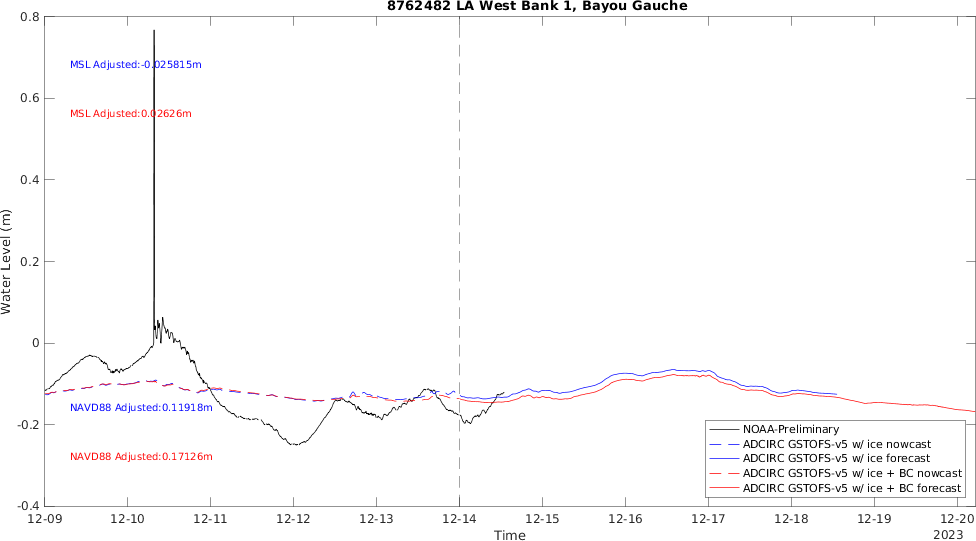 8762482 LA West Bank 1, Bayou Gauche
0.8
MSL Adjusted:-0.025815m
0.6
MSL Adjusted:0.02626m
0.4
0.2
Water Level (m)
0
NAVD88 Adjusted:0.11918m
-0.2
NAVD88 Adjusted:0.17126m
-0.4
NOAA-Preliminary
ADCIRC GSTOFS-v5 w/ ice nowcast
ADCIRC GSTOFS-v5 w/ ice forecast
ADCIRC GSTOFS-v5 w/ ice + BC nowcast
ADCIRC GSTOFS-v5 w/ ice + BC forecast
12-09 12-10 12-11 12-12 12-13 12-14 12-15 12-16 12-17 12-18 12-19 12-20
Time
2023